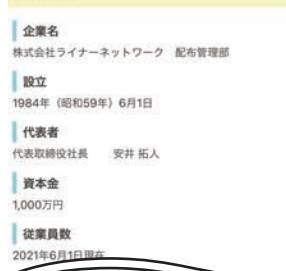 企業名
株式会社ライナーネットワーク 配布管理部
設立
1984年（昭和59年）6月1日
代表者
代表取締役社長 安井 拓人
資本金
1,000万円
従業員数
2021年6月1日現在